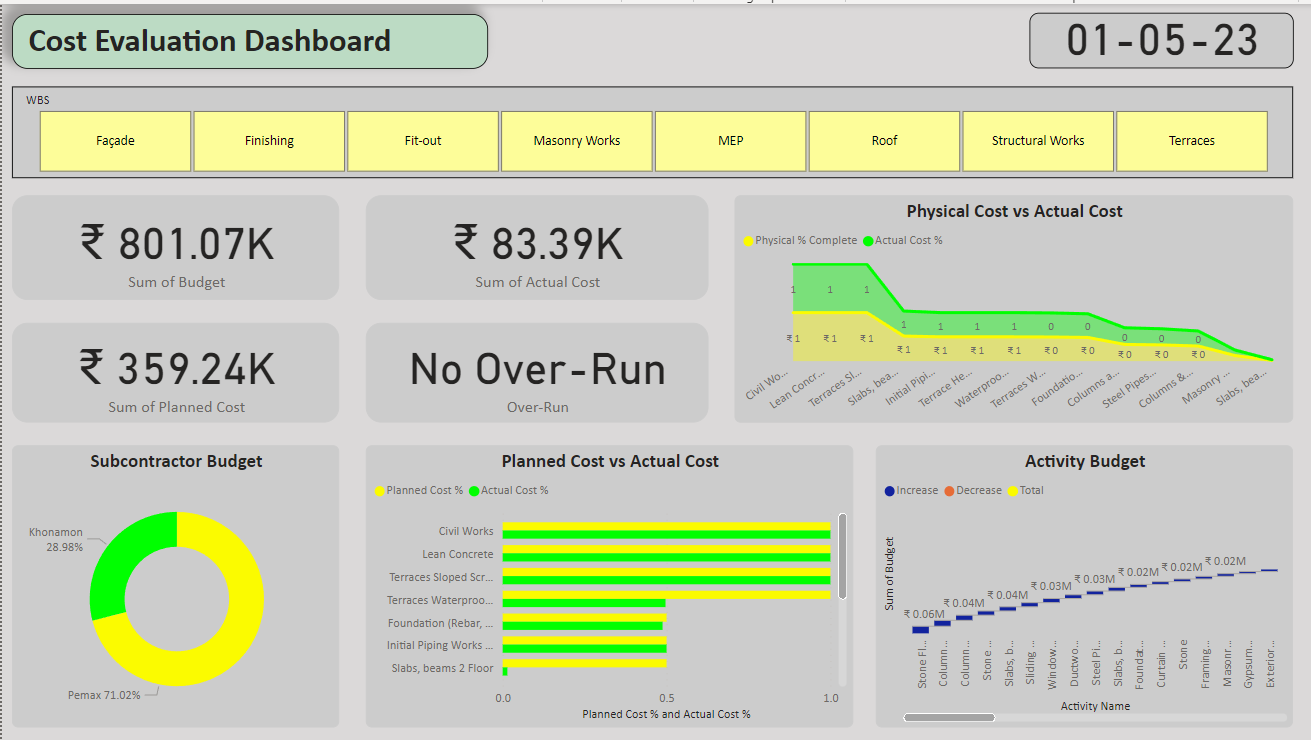 Cost Evaluation Dashboard
01-05-23
WBS
Façade
Finishing
Fit-out
Masonry Works
MEP
Roof
Structural Works
Terraces
₹ 801.07K
Sum of Budget
₹ 83.39K
Sum of Actual Cost
₹ 359.24K
Sum of Planned Cost
No Over-Run
Over-Run
Physical Cost vs Actual Cost
Physical % Complete
Actual Cost %
1 1 1 1 1 1 1 0 0 0 0 0
₹ 1 ₹ 1 ₹ 1 ₹ 1 ₹ 1 ₹ 1 ₹ 1 ₹ 0 ₹ 0 ₹ 0 ₹ 0 ₹ 0
Civil Wo...
Lean Concr...
Terraces Sl...
Slabs, bea...
Initial Pipi...
Terrace He...
Waterproo...
Terraces W...
Foundatio...
Columns a...
Steel Pipes...
Columns &...
Masonry ...
Slabs, bea...
Subcontractor Budget
Khonamon
28.98%
Pemax 71.02%
Planned Cost vs Actual Cost
Planned Cost %
Actual Cost %
Civil Works
Lean Concrete
Terraces Sloped Scr...
Terraces Waterproo...
Foundation (Rebar, ...
Initial Piping Works ...
Slabs, beams 2 Floor
0.0 0.5 1.0
Planned Cost % and Actual Cost %
Activity Budget
Increase
Decrease
Total
Sum of Budget
₹ 0.06M
₹ 0.04M
₹ 0.04M
₹ 0.03M
₹ 0.03M
₹ 0.02M
₹ 0.02M
₹ 0.02M
Stone Fl...
Column...
Column...
Stone ...
Slabs, b...
Sliding ...
Window...
Ductwo...
Steel Pi...
Slabs, b...
Foundat...
Curtain ...
Stone
Framing...
Masonr...
Gypsum...
Exterior...
Activity Name